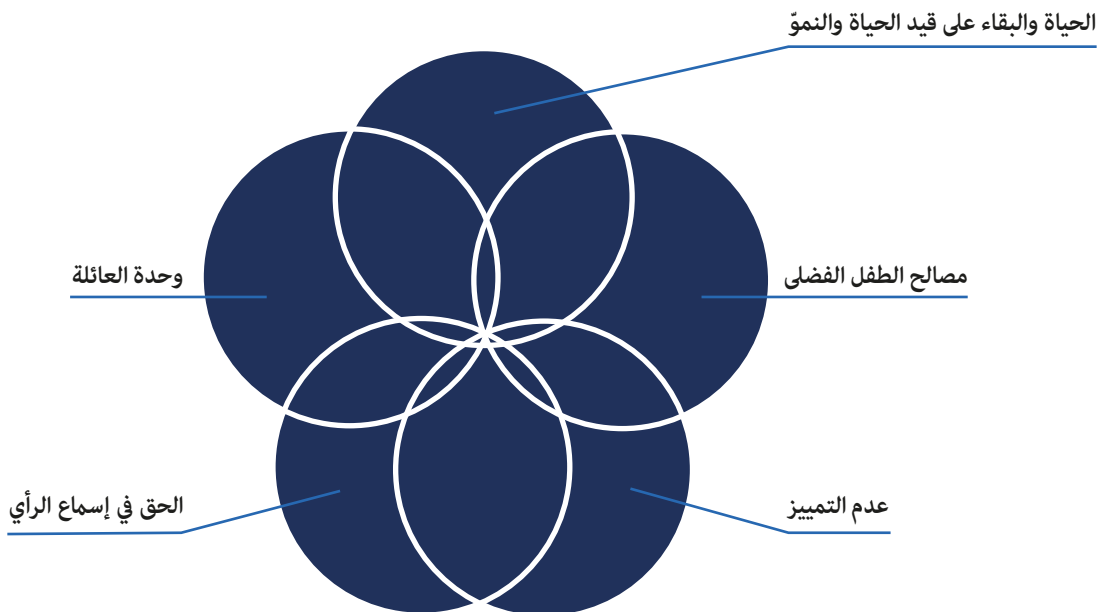 الحياة والبقاء على قيد الحياة والنموّ
مصالح الطفل الفضلى
وحدة العائلة
عدم التمييز
الحق في إسماع الرأي